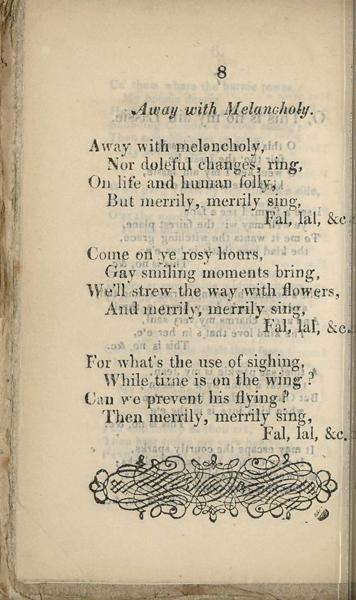 8
Away with Melancholy.
Away with melancholy,
Nor doleful changes, ring,
On life and human folly,
But merrily, merrily sing,
Fal, lal, &c.
Come on ye rosy hours,
Gay smiling moments bring,
We'll strew the way with flowers,
And merrily, merrily sing,
Fal, lal, &c.
For what's the use of sighing,
While time is on the wing?
Can we prevent his flying?
Then merrily, merrily sing,
Fal, lal, &c.